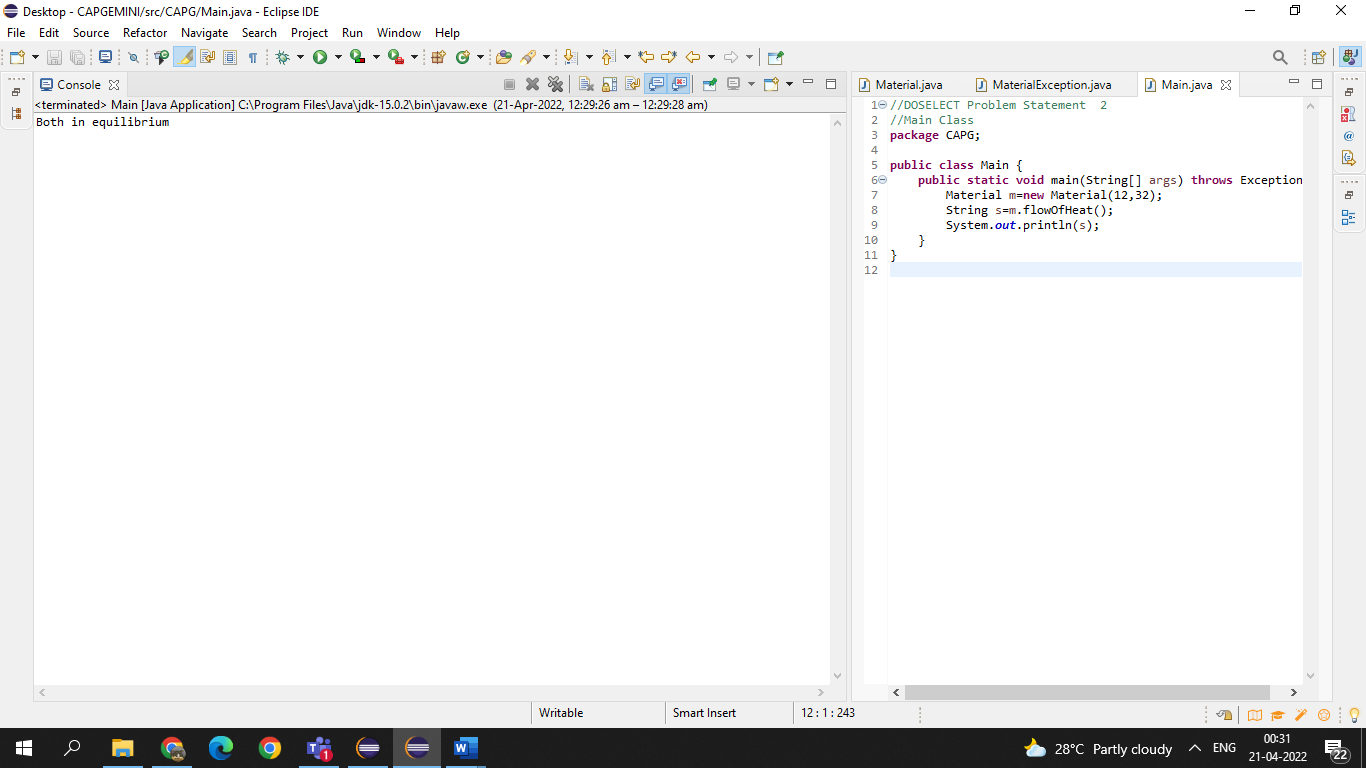 Desktop - CAPGEMINI/src/CAPG/Main.java - Eclipse IDE
File Edit Source Refactor Navigate Search Project Run Window Help
Console
<terminated> Main [Java Application] C:\Program Files\Java\jdk-15.0.2\bin\javaw.exe (21-Apr-2022, 12:29:26 am – 12:29:28 am)
Both in equilibrium
Material.java MaterialException.java Main.java
1 //DOSELECT Problem Statement  2
2 //Main Class
3 package CAPG;
4
5 public class Main {
6     public static void main(String[] args) throws Exception
7         Material m=new Material(12,32);
8         String s=m.flowOfHeat();
9         System.out.println(s);
10     }
11 }
12
Writable Smart Insert 12 : 1 : 243
1 W 28°C Partly cloudy ENG 00:31
21-04-2022 22